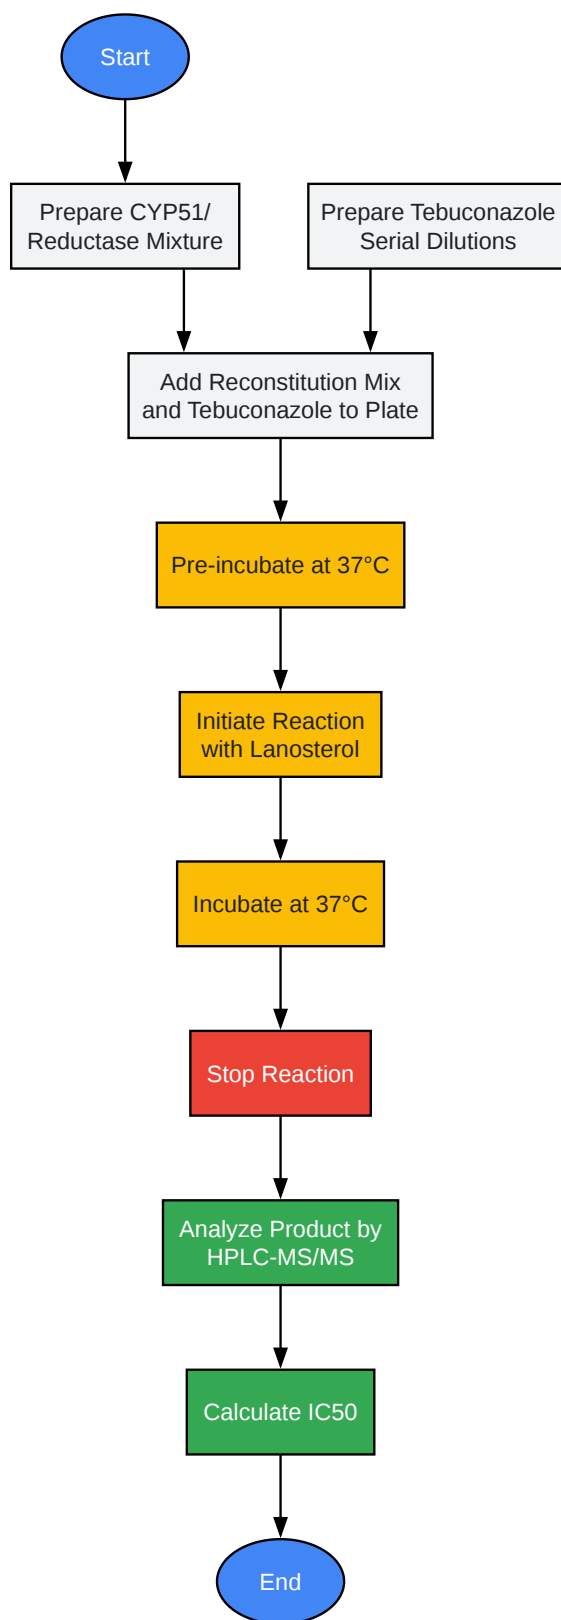 Start
Prepare CYP51/
Reductase Mixture
Prepare Tebuconazole
Serial Dilutions
Add Reconstitution Mix
and Tebuconazole to Plate
Pre-incubate at 37°C
Initiate Reaction
with Lanosterol
Incubate at 37°C
Stop Reaction
Analyze Product by
HPLC-MS/MS
Calculate IC50
End